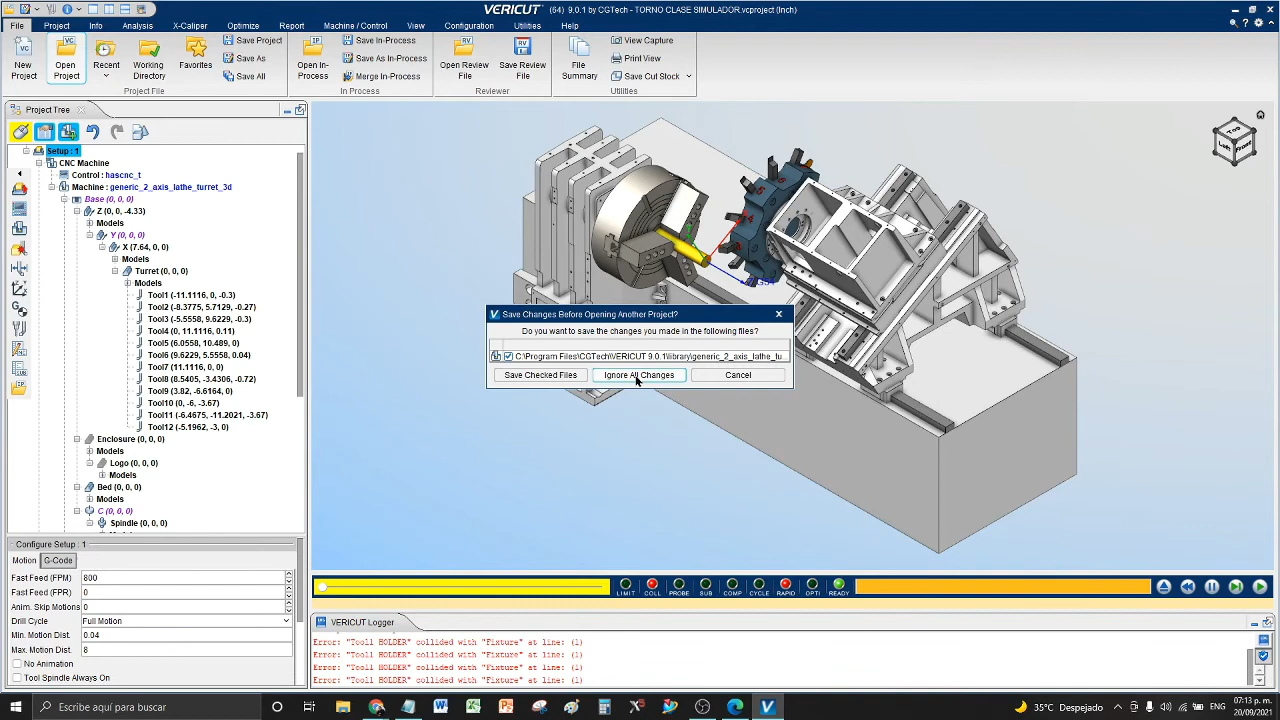 VERICUT (64) 9.0.1 by CGTech - TORNO CLASE SIMULADOR.vcproject (Inch)
File Project Info Analysis X-Caliper Optimize Report Machine / Control View Configuration Utilities Help
New Project
Open Project
Recent
Working Directory
Favorites
Save Project
Save As
Save All
Project File
Open In-Process
Save In-Process
Save As In-Process
Merge In-Process
In Process
Open Review File
Save Review File
Reviewer
File Summary
View Capture
Print View
Save Cut Stock
Utilities
Project Tree
Setup : 1
CNC Machine
Control : hascnc_t
Machine : generic_2_axis_lathe_turret_3d
Base (0, 0, 0)
Z (0, 0, -4.33)
Models
Y (0, 0, 0)
X (7.64, 0, 0)
Models
Turret (0, 0, 0)
Models
Tool1 (-11.1116, 0, -0.3)
Tool2 (-8.3775, 5.7129, -0.27)
Tool3 (-5.5558, 9.6229, -0.3)
Tool4 (0, 11.1116, 0.11)
Tool5 (6.0558, 10.489, 0)
Tool6 (9.6229, 5.5558, 0.04)
Tool7 (11.1116, 0, 0)
Tool8 (8.5405, -3.4306, -0.72)
Tool9 (3.82, -6.6164, 0)
Tool10 (0, -6, -3.67)
Tool11 (-6.4675, -11.2021, -3.67)
Tool12 (-5.1962, -3, 0)
Enclosure (0, 0, 0)
Models
Logo (0, 0, 0)
Models
Bed (0, 0, 0)
Models
C (0, 0, 0)
Spindle (0, 0, 0)
Configure Setup : 1
Motion G-Code
Fast Feed (FPM) 800
Fast Feed (FPR) 0
Anim. Skip Motions 0
Drill Cycle Full Motion
Min. Motion Dist. 0.04
Max. Motion Dist. 8
No Animation
Tool Spindle Always On
Top
Left Front
Save Changes Before Opening Another Project?
Do you want to save the changes you made in the following files?
C:\Program Files\CGTech\VERICUT 9.0.1\library\generic_2_axis_lathe_tu...
Save Checked Files Ignore All Changes Cancel
LIMIT COLL PROBE SUB COMP CYCLE RAPID OPTI READY
VERICUT Logger
Error: "Tool1 HOLDER" collided with "Fixture" at line: (1)
Error: "Tool1 HOLDER" collided with "Fixture" at line: (1)
Error: "Tool1 HOLDER" collided with "Fixture" at line: (1)
Error: "Tool1 HOLDER" collided with "Fixture" at line: (1)
Escribe aquí para buscar
35°C Despejado
07:13 p. m.
20/09/2021